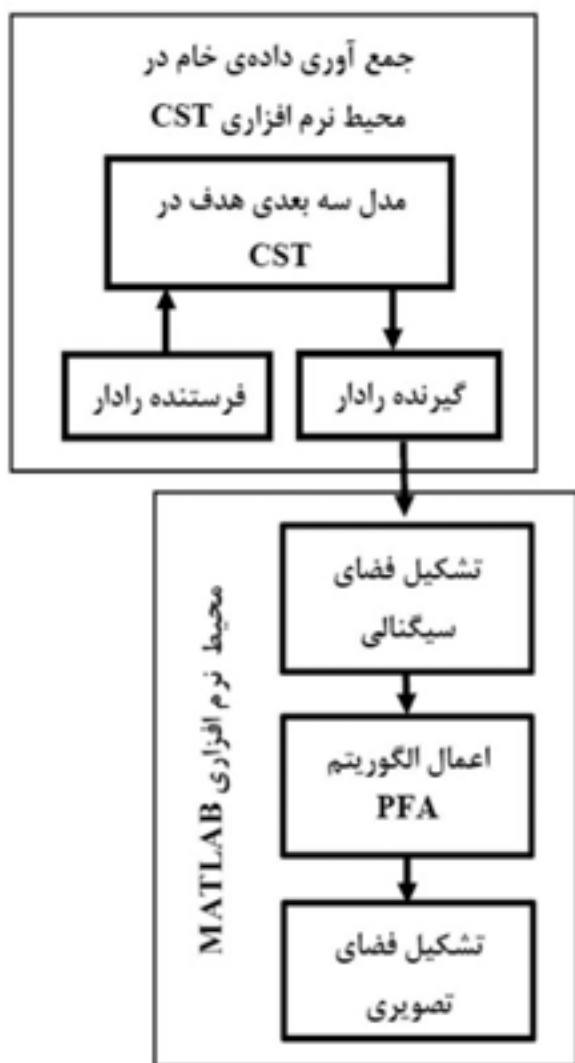 جمع آوری داده‌ی خام در
محیط نرم افزاری CST
مدل سه بعدی هدف در
CST
گیرنده رادار
فرستنده رادار
محیط نرم افزاری MATLAB
تشکیل فضای
سیگنالی
اعمال الگوریتم
PFA
تشکیل فضای
تصویری